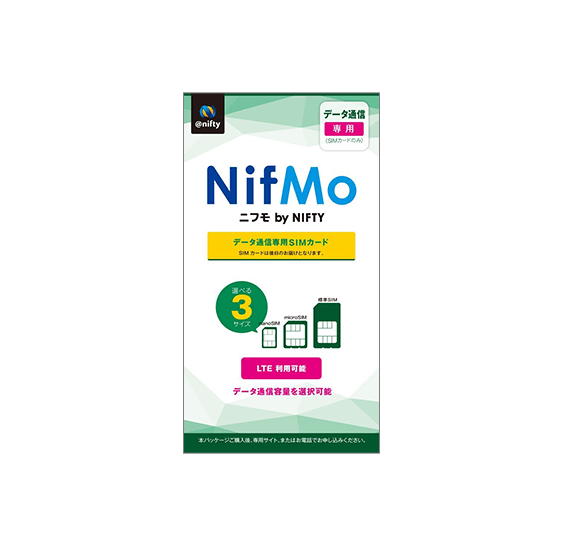 @nifty
データ通信
専用
(SIMカードのみ)
NifMo
ニフモ by NIFTY
データ通信専用SIMカード
SIM カードは後日のお届けとなります。
選べる
3
サイズ
nanoSIM
microSIM
標準SIM
LTE 利用可能
データ通信容量を選択可能
本パッケージご購入後、専用サイト、またはお電話でお申し込みください。